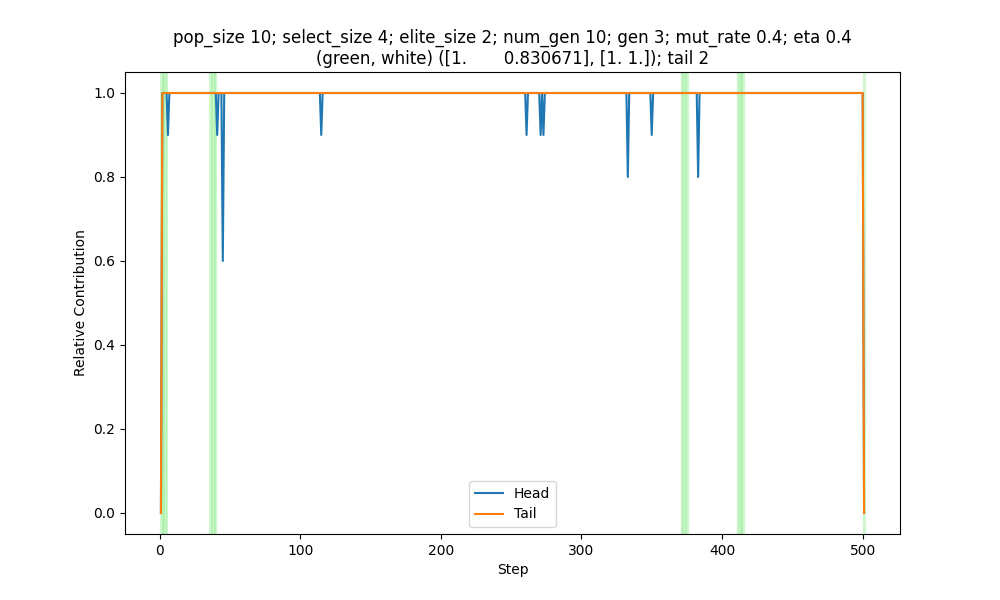 pop_size 10; select_size 4; elite_size 2; num_gen 10; gen 3; mut_rate 0.4; eta 0.4
(green, white) ([1.       0.830671], [1. 1.]); tail 2
1.0
0.8
0.6
0.4
0.2
0.0
Relative Contribution
Head
Tail
0
100
200
300
400
500
Step